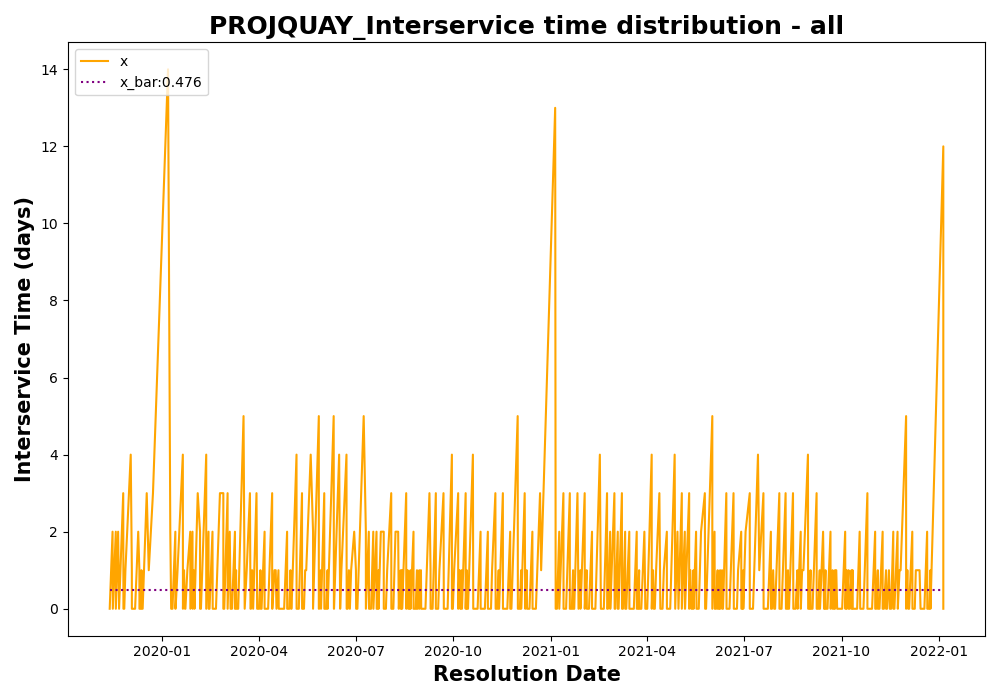 PROJQUAY_Interservice time distribution - all
x
x_bar:0.476
14
12
10
8
6
4
2
0
Interservice Time (days)
2020-01 2020-04 2020-07 2020-10 2021-01 2021-04 2021-07 2021-10 2022-01
Resolution Date